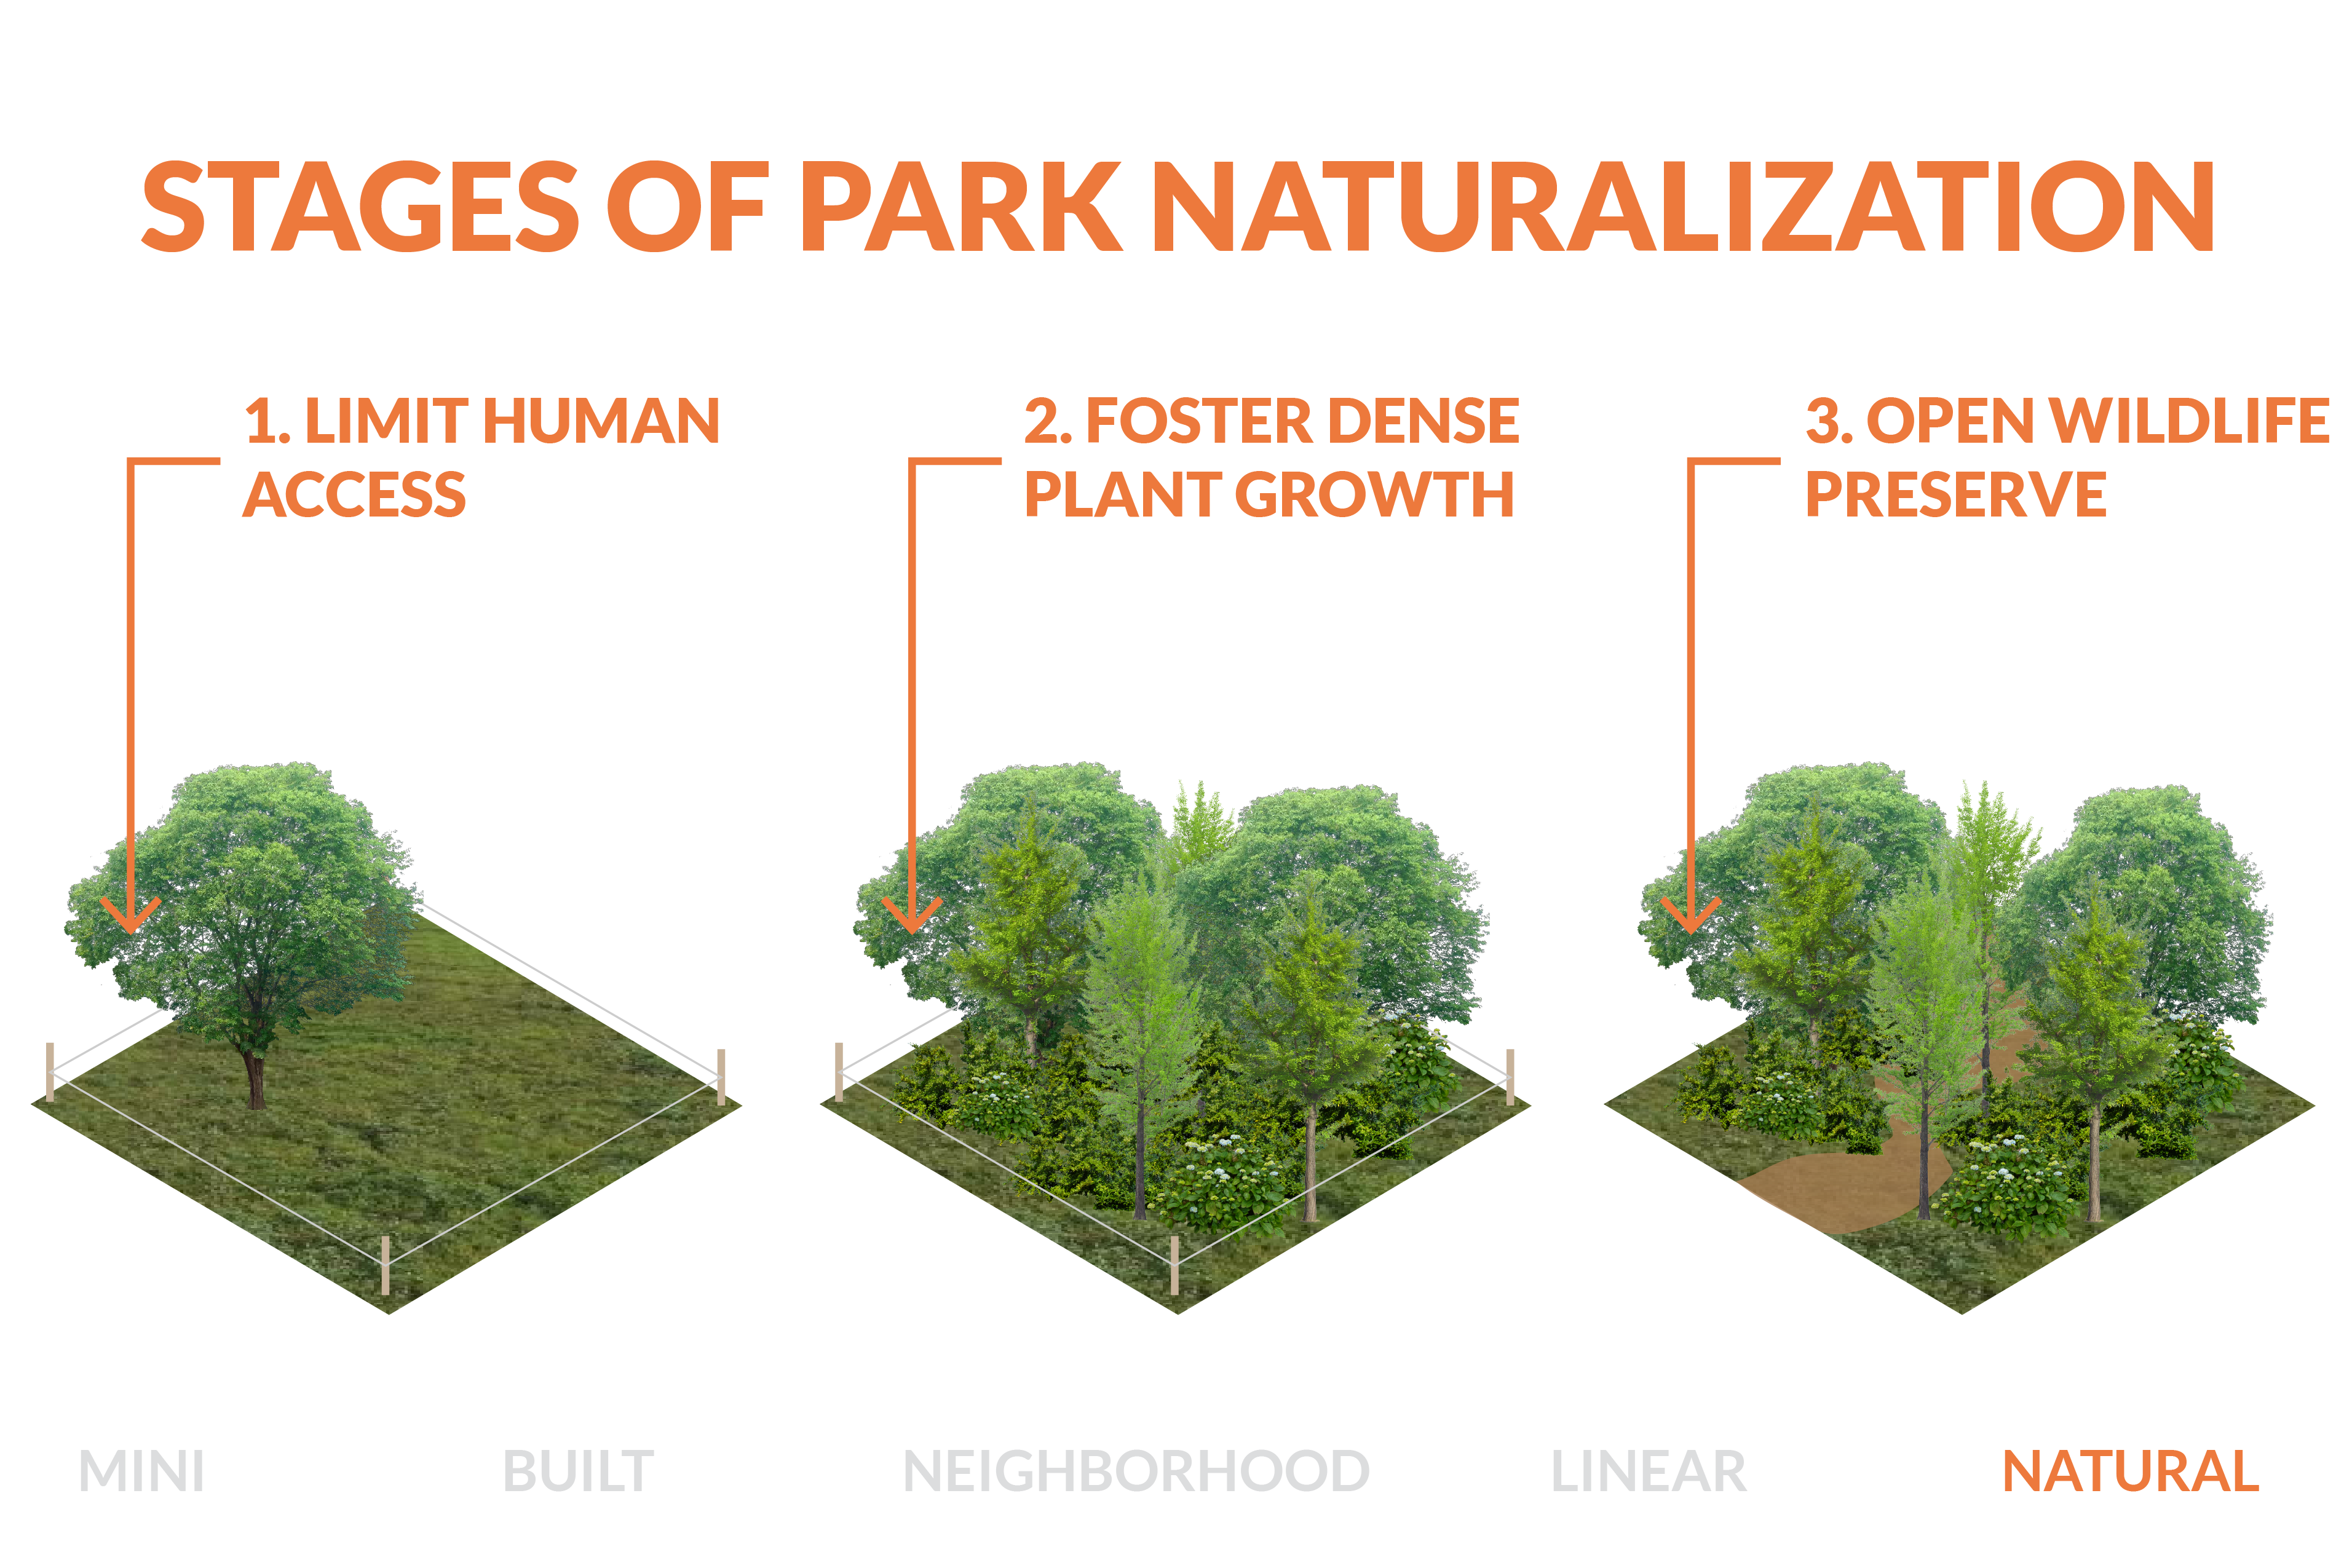 STAGES OF PARK NATURALIZATION
1. LIMIT HUMAN
ACCESS
2. FOSTER DENSE
PLANT GROWTH
3. OPEN WILDLIFE
PRESERVE
MINI
BUILT
NEIGHBORHOOD
LINEAR
NATURAL